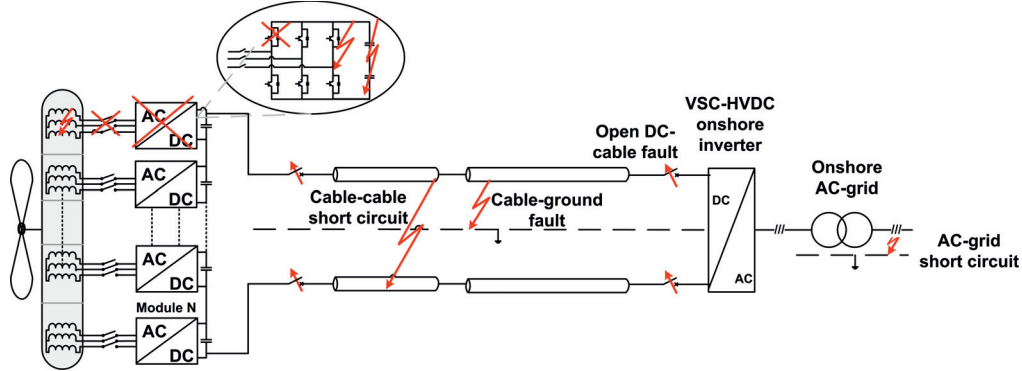 AC
DC
AC
DC
AC
DC
Module N
AC
DC
Cable-cable
short circuit
Cable-ground
fault
Open DC-
cable fault
VSC-HVDC
onshore
inverter
DC
AC
Onshore
AC-grid
AC-grid
short circuit